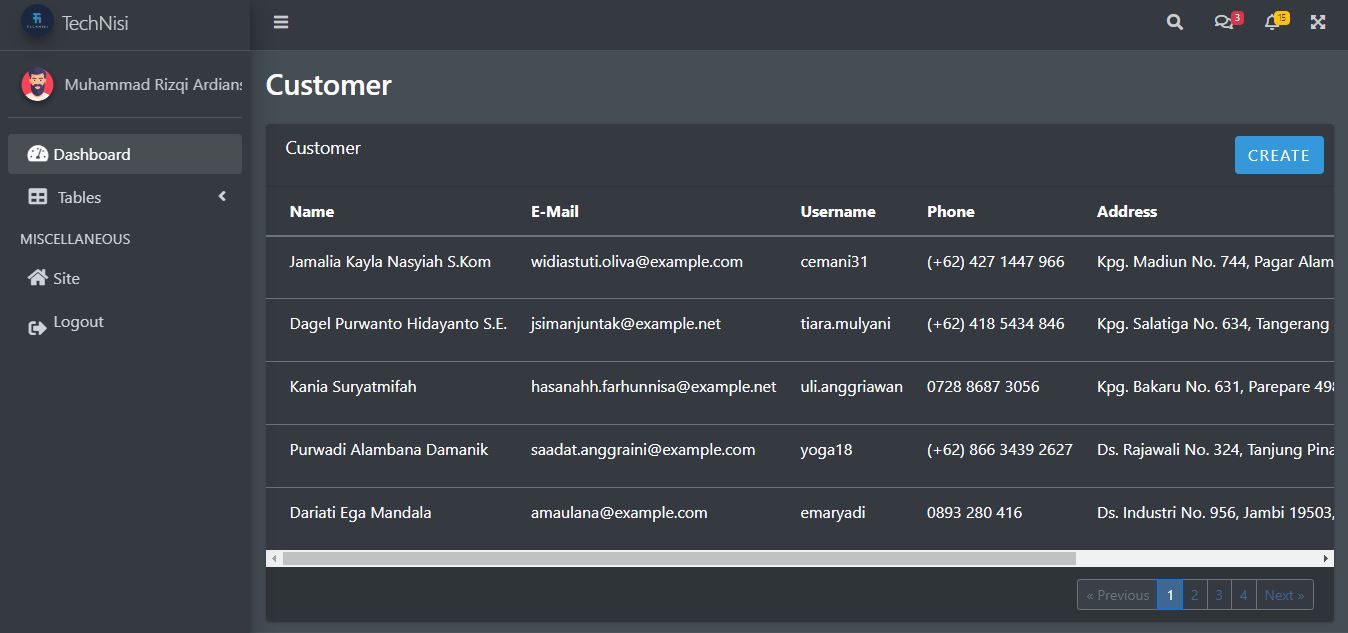 TechNisi
3 15
Muhammad Rizqi Ardians
Dashboard
Tables
MISCELLANEOUS
Site
Logout
Customer
Customer CREATE
Name E-Mail Username Phone Address
Jamalia Kayla Nasyiah S.Kom widiastuti.oliva@example.com cemani31 (+62) 427 1447 966 Kpg. Madiun No. 744, Pagar Alam
Dagel Purwanto Hidayanto S.E. jsimanjuntak@example.net tiara.mulyani (+62) 418 5434 846 Kpg. Salatiga No. 634, Tangerang
Kania Suryatmifah hasanahh.farhunnisa@example.net uli.anggriawan 0728 8687 3056 Kpg. Bakaru No. 631, Parepare 498
Purwadi Alambana Damanik saadat.anggraini@example.com yoga18 (+62) 866 3439 2627 Ds. Rajawali No. 324, Tanjung Pina
Dariati Ega Mandala amaulana@example.com emaryadi 0893 280 416 Ds. Industri No. 956, Jambi 19503,
« Previous 1 2 3 4 Next »